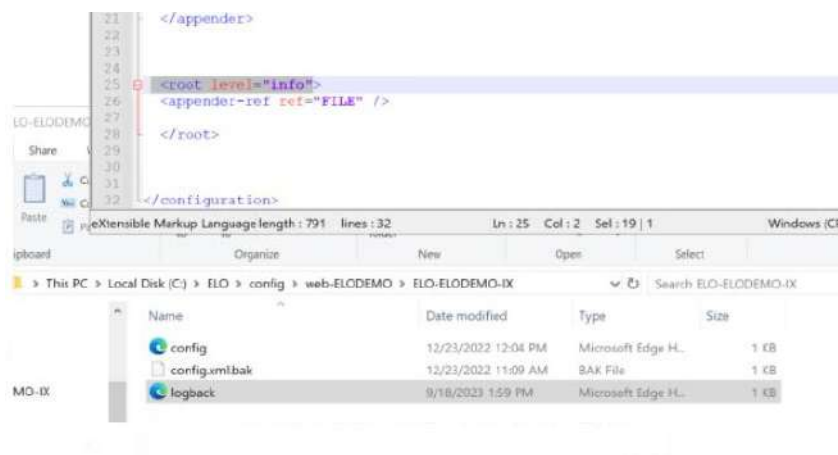 21 </appender>
22
23
24
25 <root level="info">
26 <appender-ref ref="FILE" />
27
28 </root>
29
30
31
32 </configuration>
LO-ELODEMO
Share
Paste
eXtensible Markup Language length : 791 lines : 32 Ln : 25 Col : 2 Sel : 19 | 1 Windows (C
ipboard Organize New Open Select
> This PC > Local Disk (C:) > ELO > config > web-ELODEMO > ELO-ELODEMO-IX Search ELO-ELODEMO-IX
Name Date modified Type Size
config 12/23/2022 12:04 PM Microsoft Edge H... 1 KB
config.xml.bak 12/23/2022 11:09 AM BAK File 1 KB
MO-IX logback 9/18/2023 1:59 PM Microsoft Edge H... 1 KB